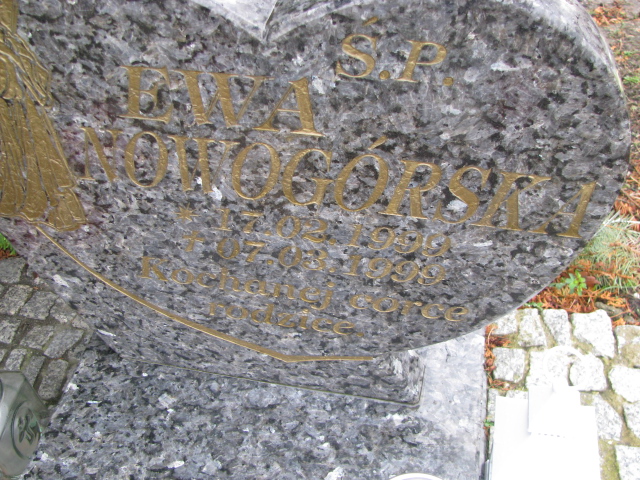 Ś.P.
EWA
NOWOGÓRSKA
* 17.02.1999
† 07.03.1999
Kochanej córce
rodzice.